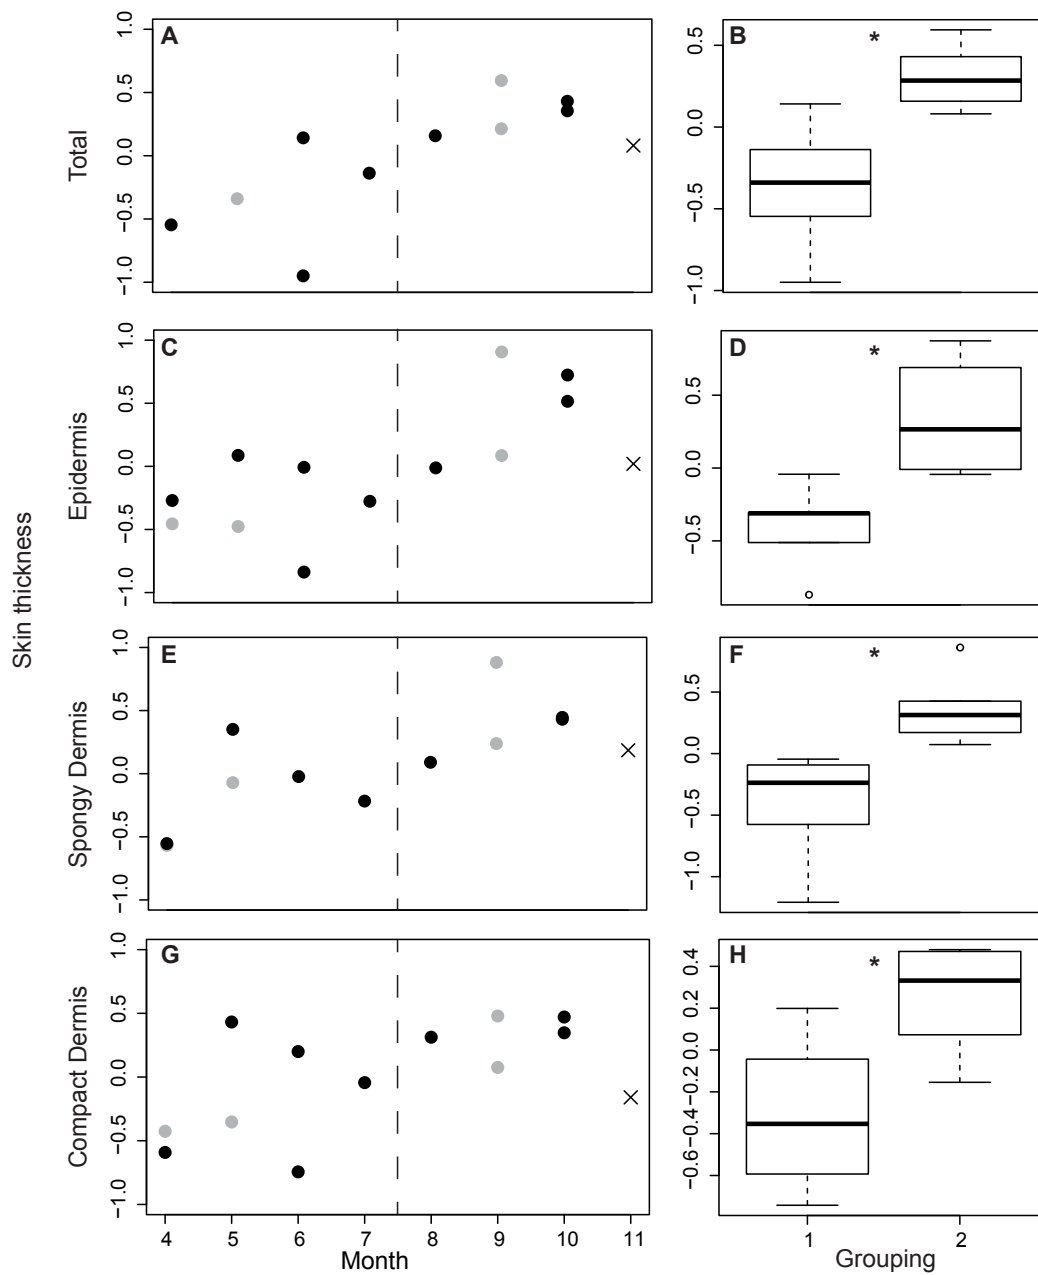 Skin thickness
A
Total
1.0
0.5
0.0
−0.5
−1.0
B
*
0.5
0.0
−0.5
−1.0
C
Epidermis
1.0
0.5
0.0
−0.5
−1.0
D
*
0.5
0.0
−0.5
E
Spongy Dermis
1.0
0.5
0.0
−0.5
−1.0
F
*
0.5
0.0
−0.5
−1.0
G
Compact Dermis
1.0
0.5
0.0
−0.5
−1.0
H
*
0.4
0.2
0.0
−0.2
−0.4
−0.6
4 5 6 7 8 9 10 11
Month
1 2
Grouping